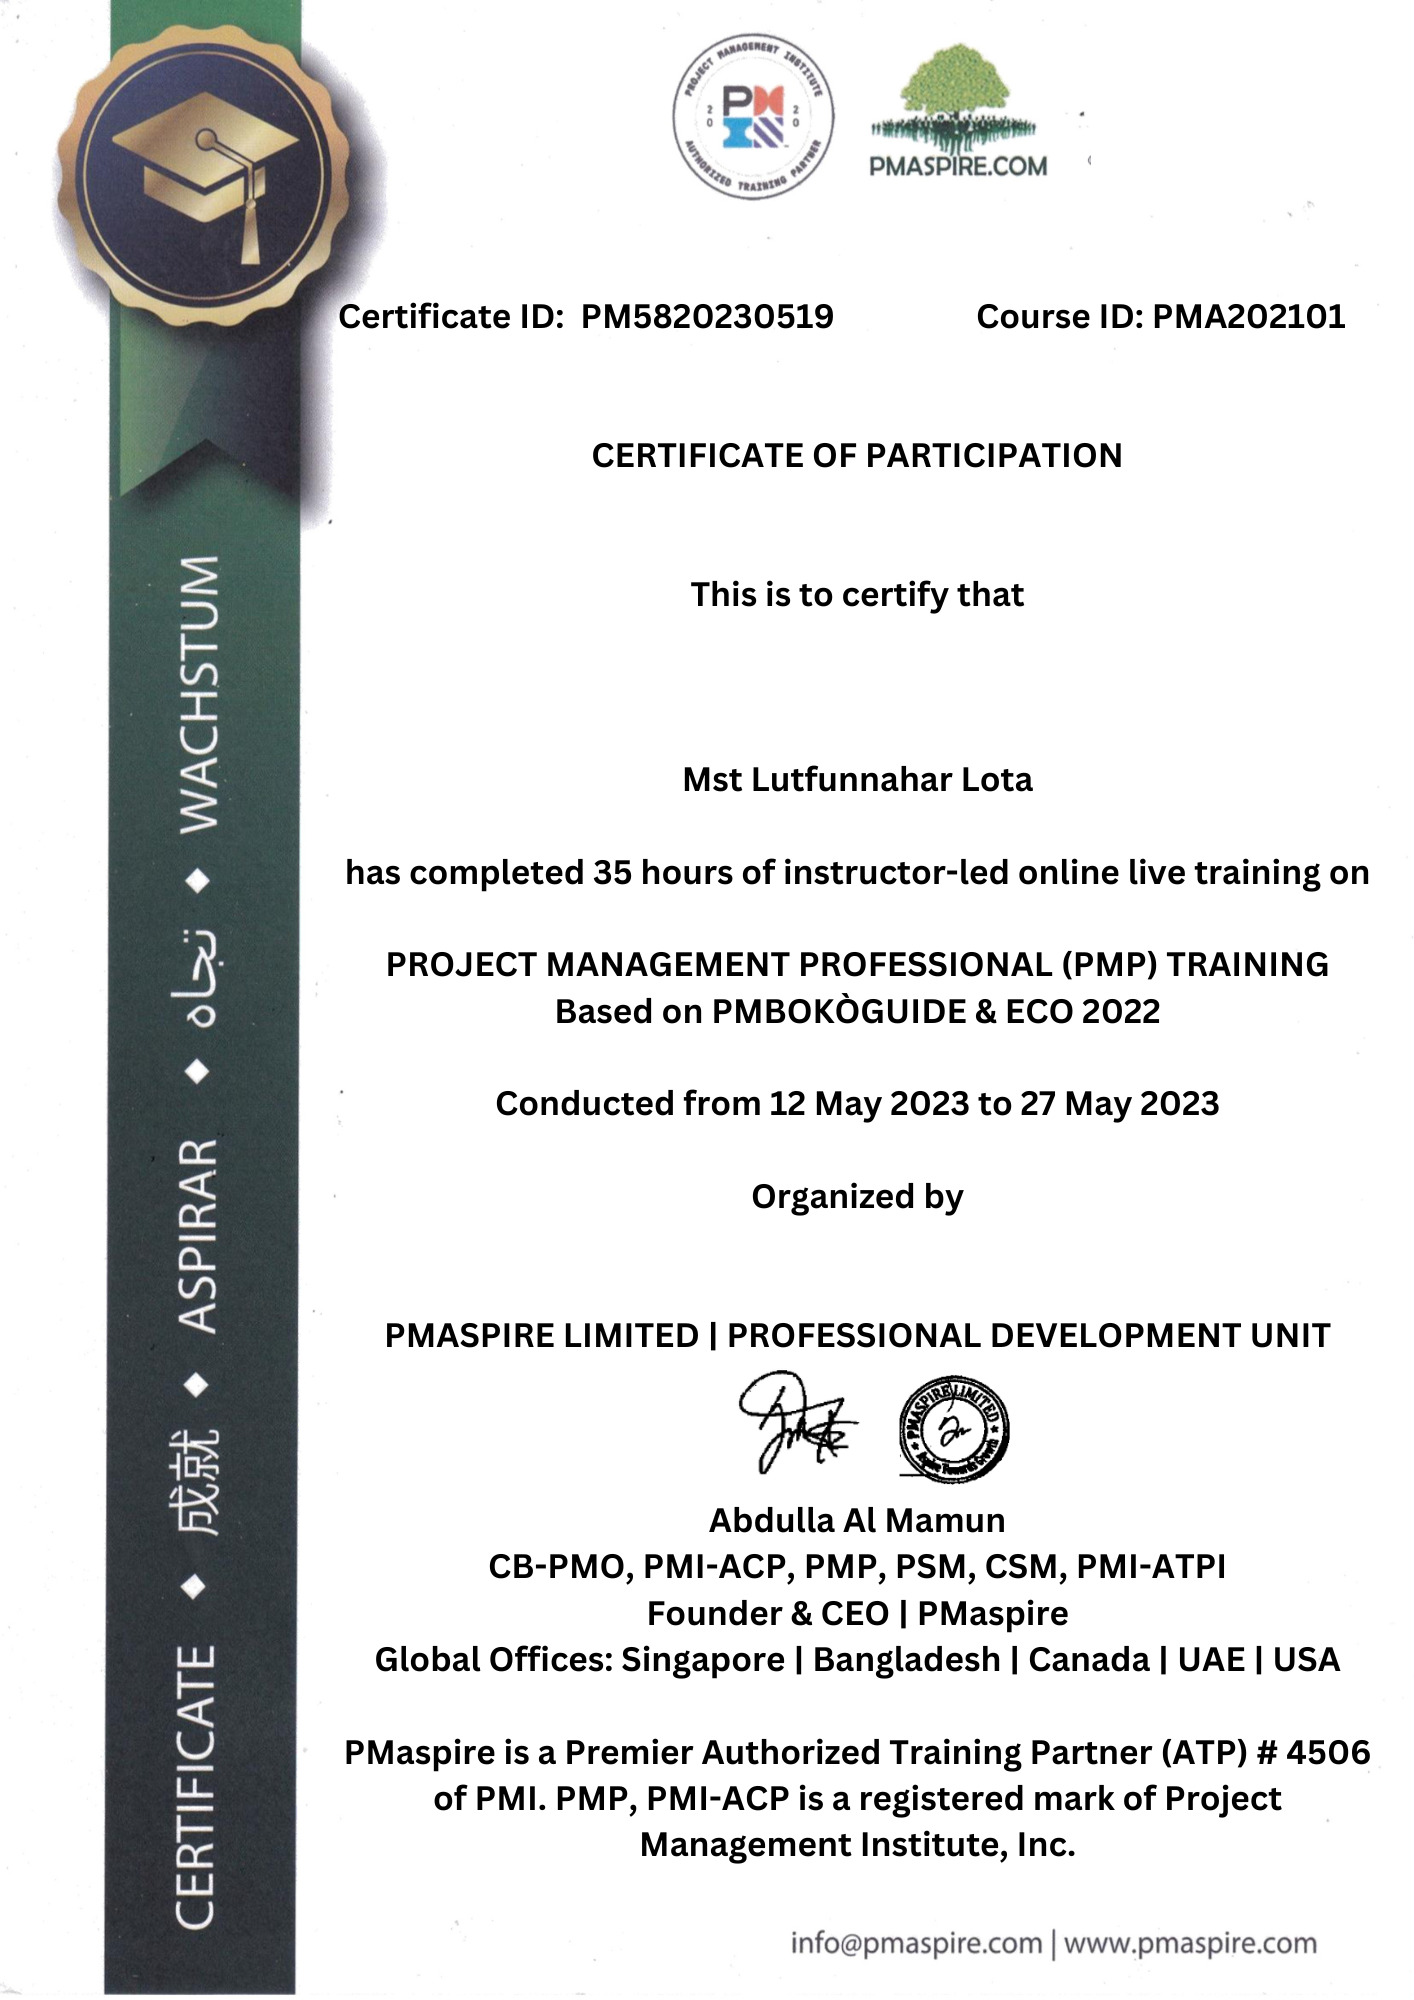 PROJECT MANAGEMENT INSTITUTE
PM
20 20
AUTHORIZED TRAINING PARTNER
PMASPIRE.COM
Certificate ID: PM5820230519 Course ID: PMA202101
CERTIFICATE OF PARTICIPATION
This is to certify that
Mst Lutfunnahar Lota
has completed 35 hours of instructor-led online live training on
PROJECT MANAGEMENT PROFESSIONAL (PMP) TRAINING
Based on PMBOKÒGUIDE & ECO 2022
Conducted from 12 May 2023 to 27 May 2023
Organized by
PMASPIRE LIMITED | PROFESSIONAL DEVELOPMENT UNIT
PMASPIRE LIMITED
Aspire Towards Growth
Abdulla Al Mamun
CB-PMO, PMI-ACP, PMP, PSM, CSM, PMI-ATPI
Founder & CEO | PMaspire
Global Offices: Singapore | Bangladesh | Canada | UAE | USA
PMaspire is a Premier Authorized Training Partner (ATP) # 4506
of PMI. PMP, PMI-ACP is a registered mark of Project
Management Institute, Inc.
info@pmaspire.com | www.pmaspire.com
CERTIFICATE ◆ 成就 ◆ ASPIRAR ◆ تجاه ◆ WACHSTUM